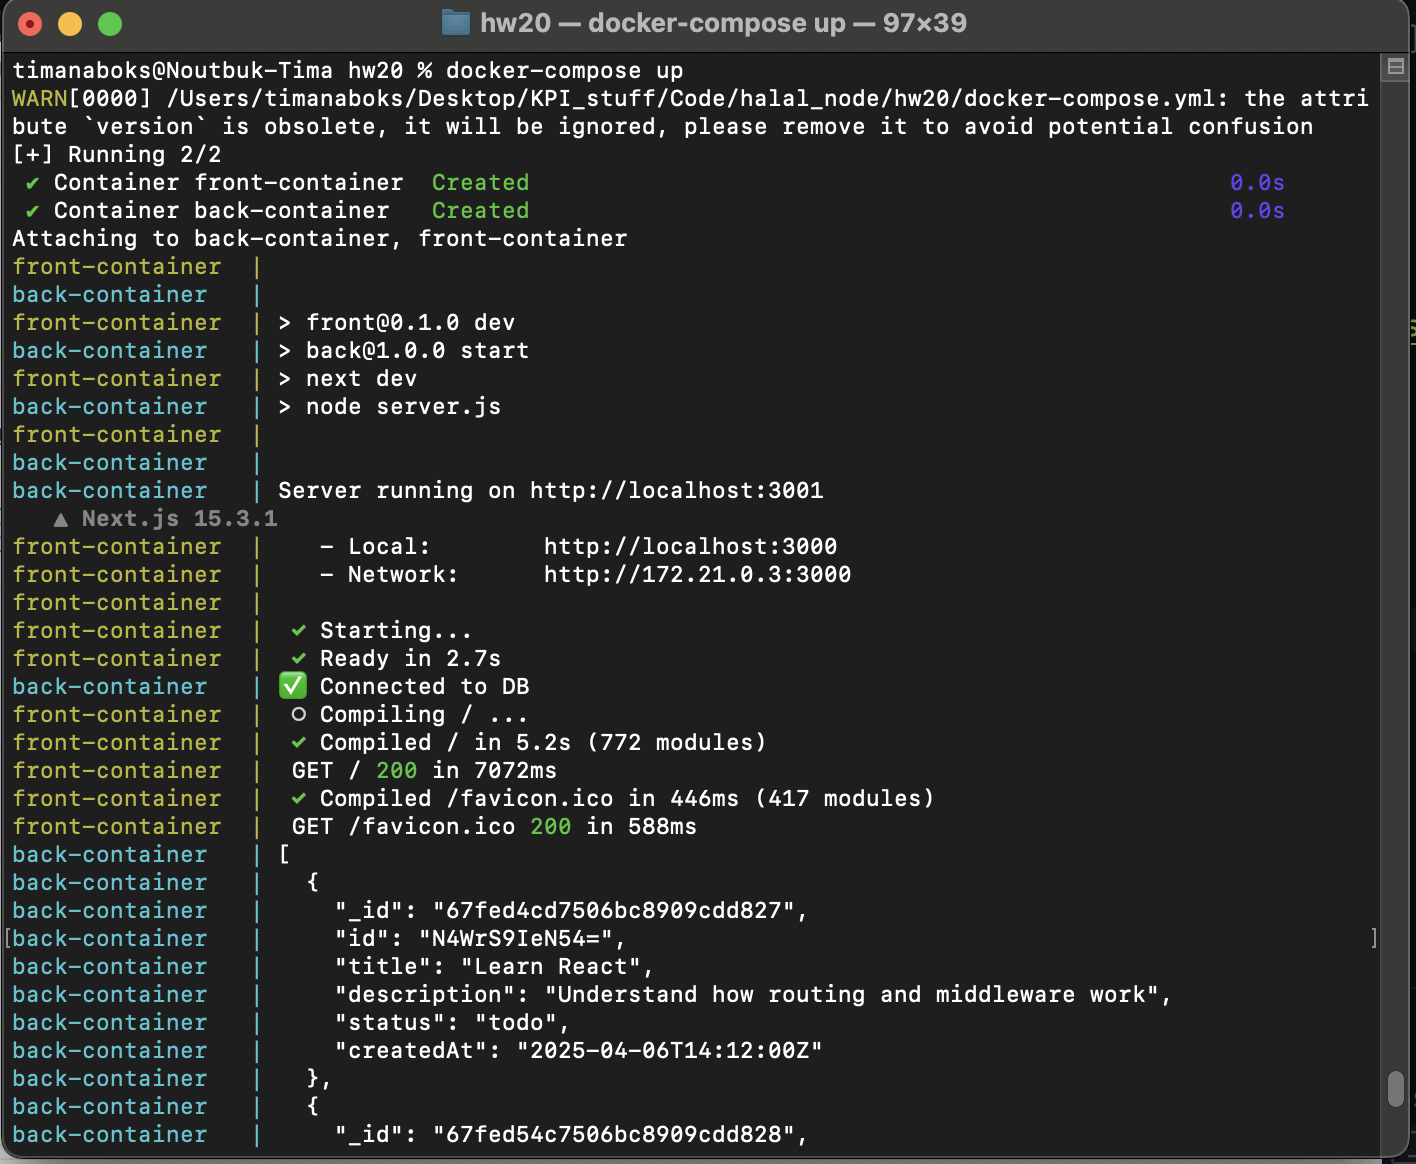 hw20 — docker-compose up — 97×39
timanaboks@Noutbuk-Tima hw20 % docker-compose up
WARN[0000] /Users/timanaboks/Desktop/KPI_stuff/Code/halal_node/hw20/docker-compose.yml: the attri
bute `version` is obsolete, it will be ignored, please remove it to avoid potential confusion
[+] Running 2/2
 ✔ Container front-container  Created 0.0s
 ✔ Container back-container   Created 0.0s
Attaching to back-container, front-container
front-container  |
back-container   |
front-container  | > front@0.1.0 dev
back-container   | > back@1.0.0 start
front-container  | > next dev
back-container   | > node server.js
front-container  |
back-container   |
back-container   | Server running on http://localhost:3001
   ▲ Next.js 15.3.1
front-container  |    - Local:        http://localhost:3000
front-container  |    - Network:      http://172.21.0.3:3000
front-container  |
front-container  |  ✓ Starting...
front-container  |  ✓ Ready in 2.7s
back-container   | ✅ Connected to DB
front-container  |  ○ Compiling / ...
front-container  |  ✓ Compiled / in 5.2s (772 modules)
front-container  |  GET / 200 in 7072ms
front-container  |  ✓ Compiled /favicon.ico in 446ms (417 modules)
front-container  |  GET /favicon.ico 200 in 588ms
back-container   | [
back-container   |   {
back-container   |     "_id": "67fed4cd7506bc8909cdd827",
back-container   |     "id": "N4WrS9IeN54=",
back-container   |     "title": "Learn React",
back-container   |     "description": "Understand how routing and middleware work",
back-container   |     "status": "todo",
back-container   |     "createdAt": "2025-04-06T14:12:00Z"
back-container   |   },
back-container   |   {
back-container   |     "_id": "67fed54c7506bc8909cdd828",